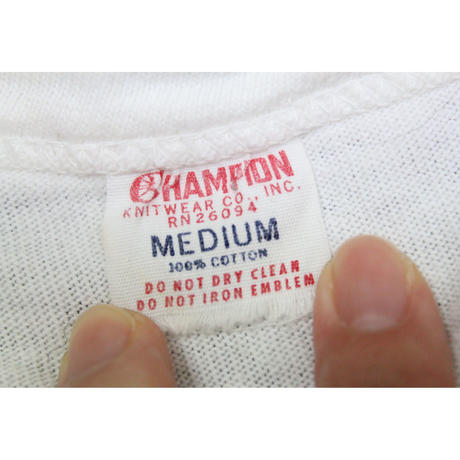 CHAMPION
KNITWEAR CO., INC.
RN26094
MEDIUM
100% COTTON
DO NOT DRY CLEAN
DO NOT IRON EMBLEM